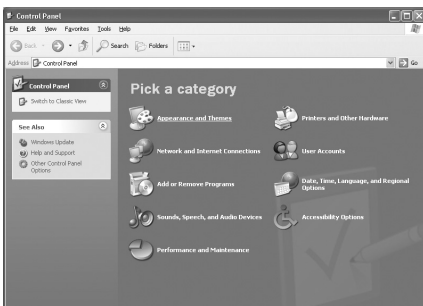 Control Panel
File Edit View Favorites Tools Help
Back Search Folders
Address Control Panel Go
Control Panel
Switch to Classic View
See Also
Windows Update
Help and Support
Other Control Panel
Options
Pick a category
Appearance and Themes
Printers and Other Hardware
Network and Internet Connections
User Accounts
Add or Remove Programs
Date, Time, Language, and Regional
Options
Sounds, Speech, and Audio Devices
Accessibility Options
Performance and Maintenance